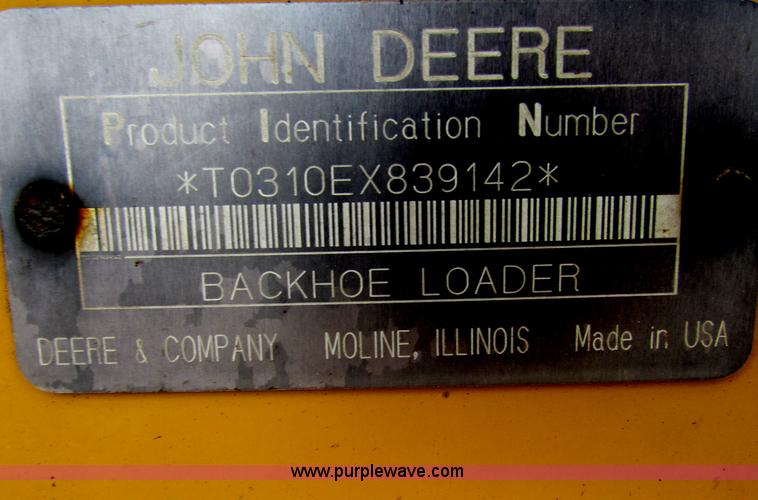 JOHN DEERE
Product Identification Number
*T0310EX839142*
BACKHOE LOADER
DEERE & COMPANY MOLINE, ILLINOIS Made in USA
www.purplewave.com